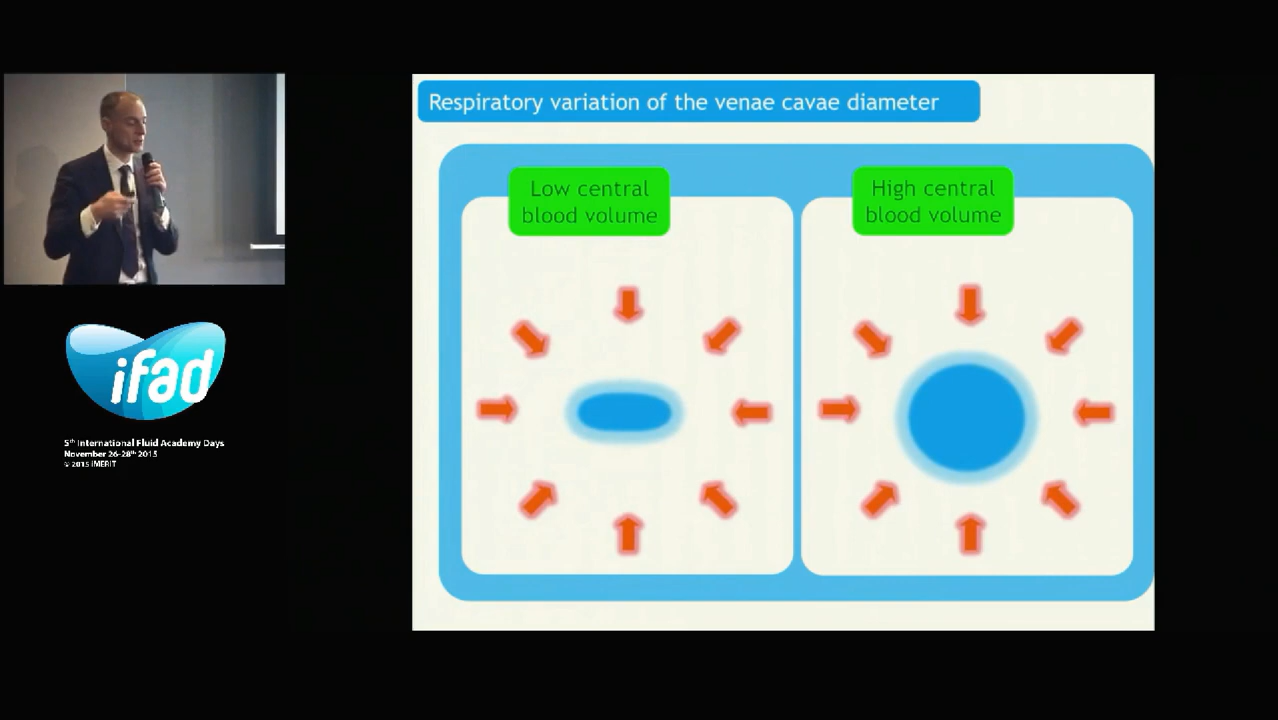 Respiratory variation of the venae cavae diameter
Low central
blood volume
High central
blood volume
ifad
5th International Fluid Academy Days
November 26-28th 2015
© 2015 iMERiT